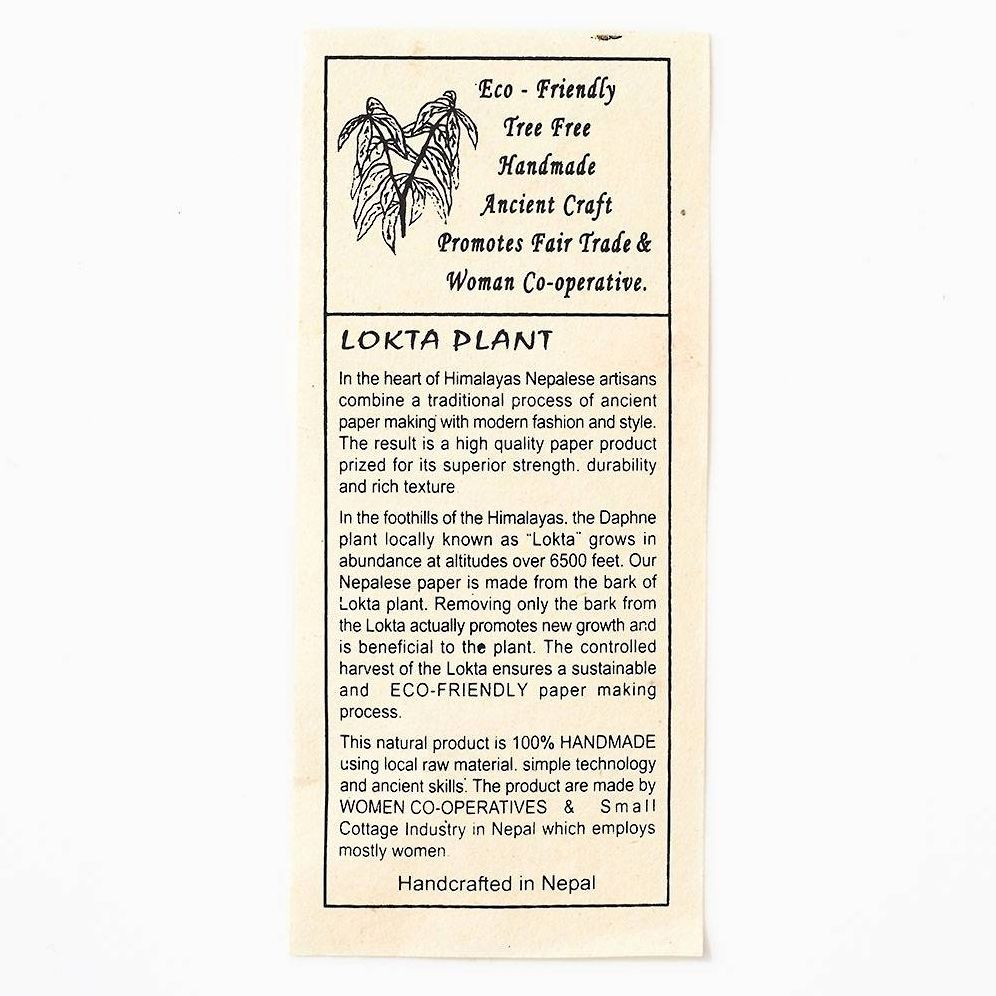 Eco - Friendly
Tree Free
Handmade
Ancient Craft
Promotes Fair Trade &
Woman Co-operative.
LOKTA PLANT
In the heart of Himalayas Nepalese artisans
combine a traditional process of ancient
paper making with modern fashion and style.
The result is a high quality paper product
prized for its superior strength. durability
and rich texture
In the foothills of the Himalayas. the Daphne
plant locally known as "Lokta" grows in
abundance at altitudes over 6500 feet. Our
Nepalese paper is made from the bark of
Lokta plant. Removing only the bark from
the Lokta actually promotes new growth and
is beneficial to the plant. The controlled
harvest of the Lokta ensures a sustainable
and ECO-FRIENDLY paper making
process.
This natural product is 100% HANDMADE
using local raw material. simple technology
and ancient skills. The product are made by
WOMEN CO-OPERATIVES & Small
Cottage Industry in Nepal which employs
mostly women
Handcrafted in Nepal